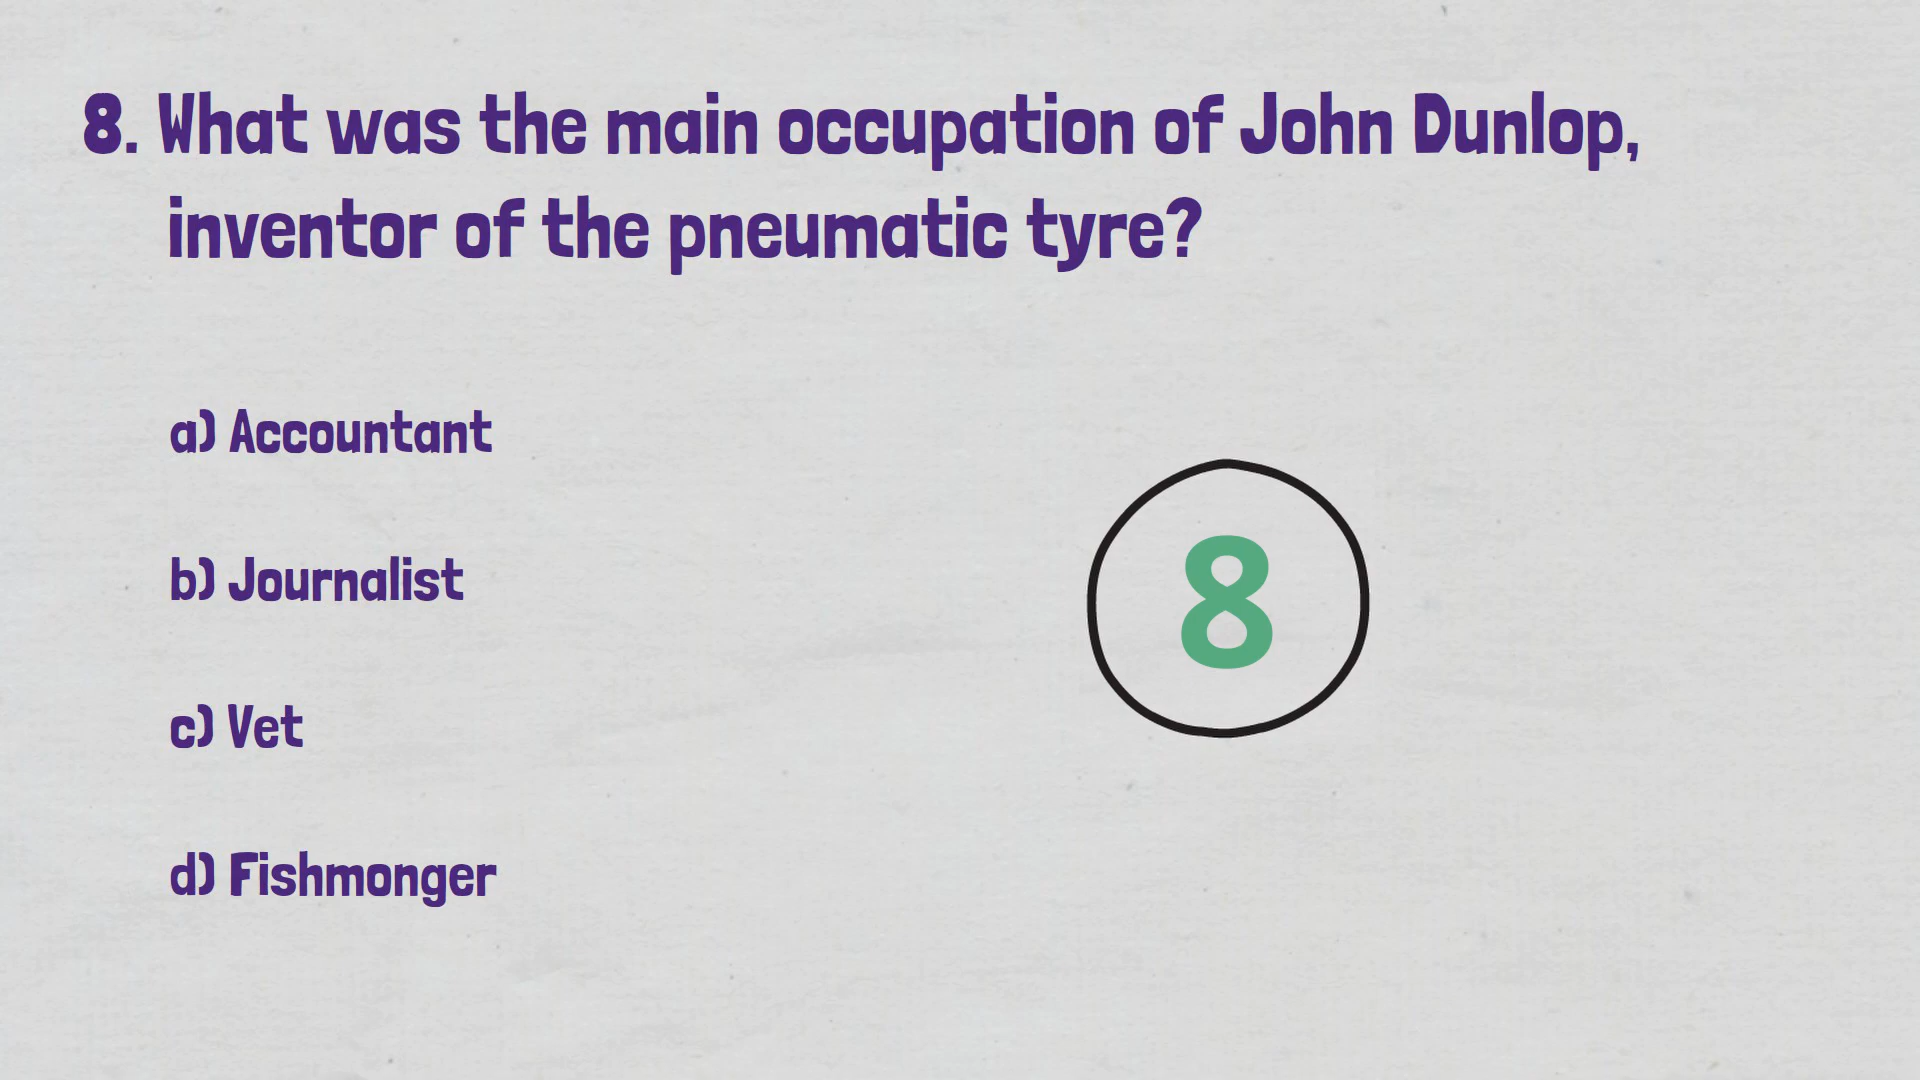 8. What was the main occupation of John Dunlop,
inventor of the pneumatic tyre?
a) Accountant
b) Journalist
c) Vet
d) Fishmonger
8